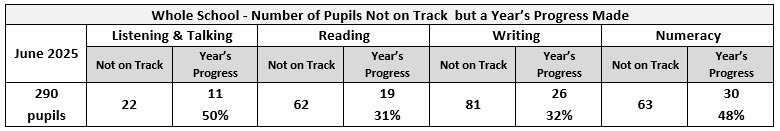 Whole School - Number of Pupils Not on Track but a Year's Progress Made
June 2025
Listening & Talking
Reading
Writing
Numeracy
Not on Track
Year's
Progress
Not on Track
Year's
Progress
Not on Track
Year's
Progress
Not on Track
Year's
Progress
290
pupils
22
11
50%
62
19
31%
81
26
32%
63
30
48%